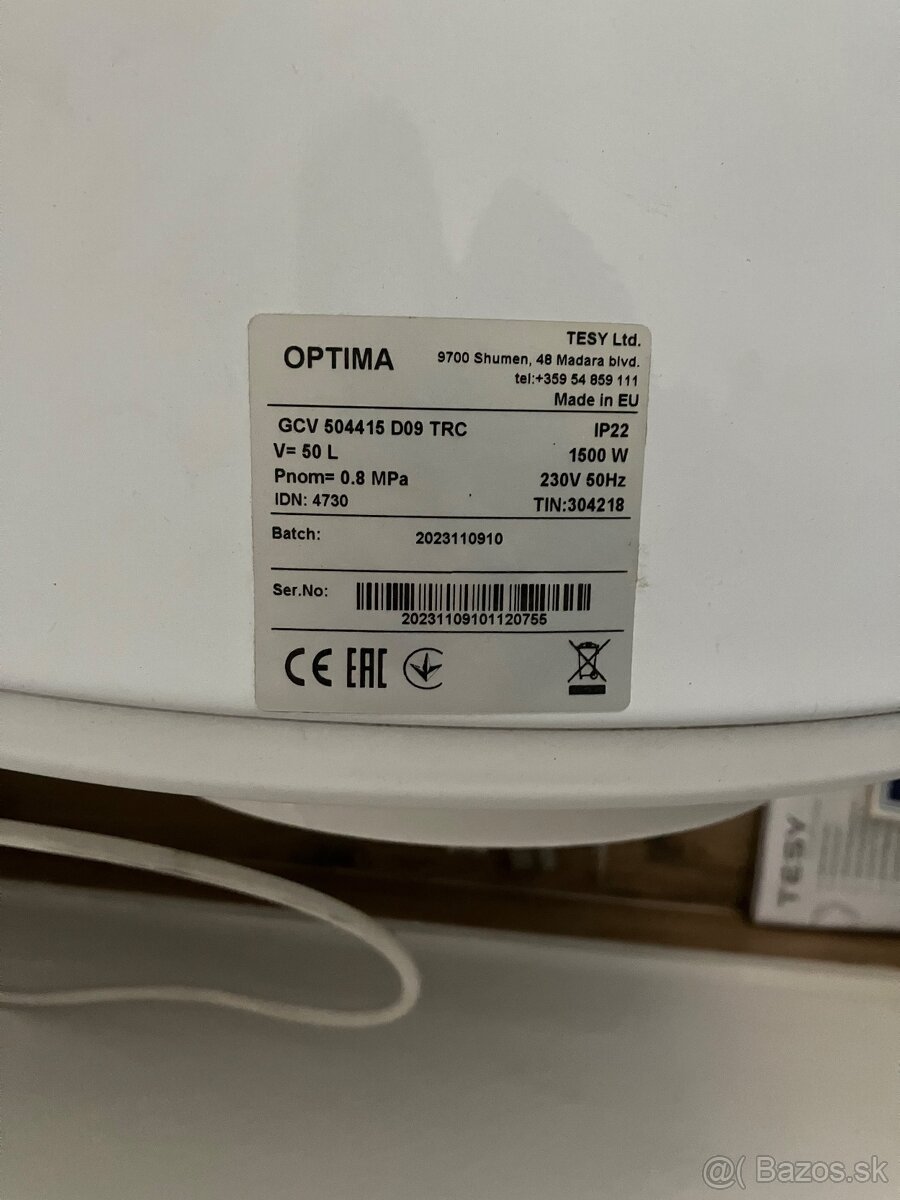 OPTIMA
TESY Ltd.
9700 Shumen, 48 Madara blvd.
tel:+359 54 859 111
Made in EU
GCV 504415 D09 TRC
IP22
V= 50 L
1500 W
Pnom= 0.8 MPa
230V 50Hz
IDN: 4730
TIN:304218
Batch:
2023110910
Ser.No:
20231109101120755
CE EAC
TESY
@( Bazos.sk